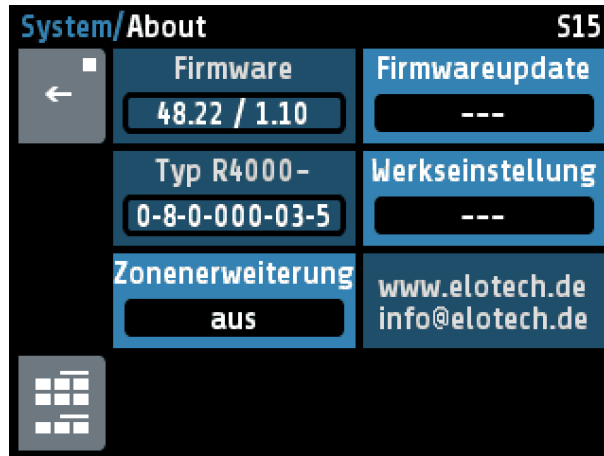 System/About S15
Firmware
48.22 / 1.10
Firmwareupdate
---
Typ R4000-
0-8-0-000-03-5
Werkseinstellung
---
Zonenerweiterung
aus
www.elotech.de
info@elotech.de